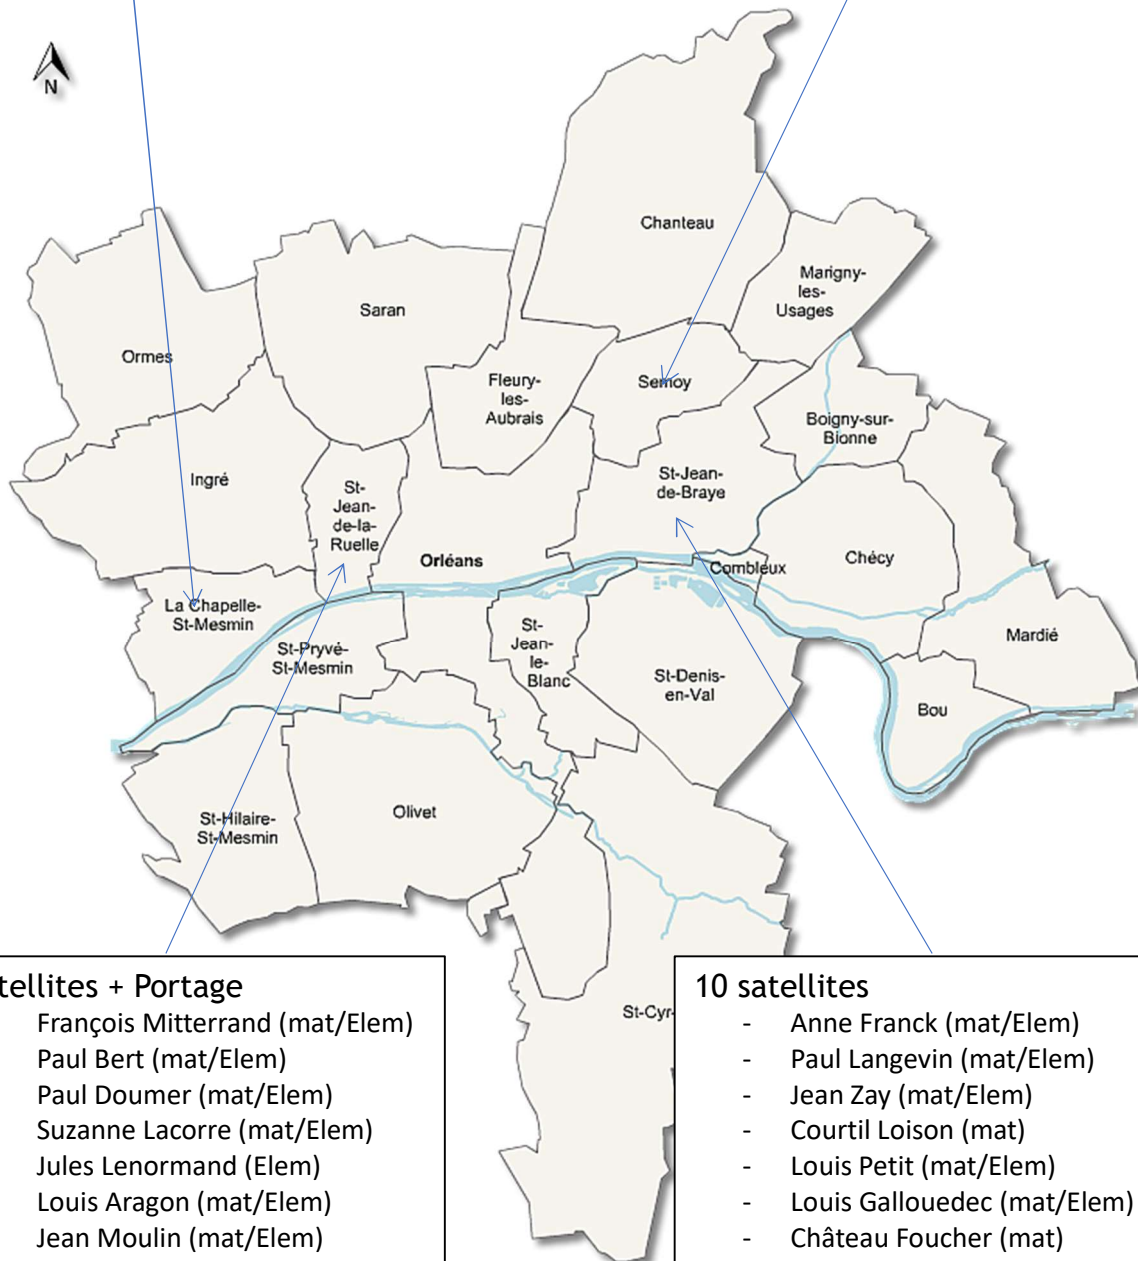 N
Chanteau
Marigny-
les-
Usages
Saran
Ormes
Fleury-
les-
Aubrais
Semoy
Boigny-sur-
Bionne
Ingré
St-
Jean-
de-la-
Ruelle
St-Jean-
de-Braye
Orléans
Combleux
Chécy
La Chapelle-
St-Mesmin
St-Pryvé-
St-Mesmin
St-
Jean-
le-
Blanc
St-Denis-
en-Val
Mardié
Bou
St-Hilaire-
St-Mesmin
Olivet
St-Cyr-
tellites + Portage
François Mitterrand (mat/Elem)
Paul Bert (mat/Elem)
Paul Doumer (mat/Elem)
Suzanne Lacorre (mat/Elem)
Jules Lenormand (Elem)
Louis Aragon (mat/Elem)
Jean Moulin (mat/Elem)
10 satellites
- Anne Franck (mat/Elem)
- Paul Langevin (mat/Elem)
- Jean Zay (mat/Elem)
- Courtil Loison (mat)
- Louis Petit (mat/Elem)
- Louis Gallouedec (mat/Elem)
- Château Foucher (mat)